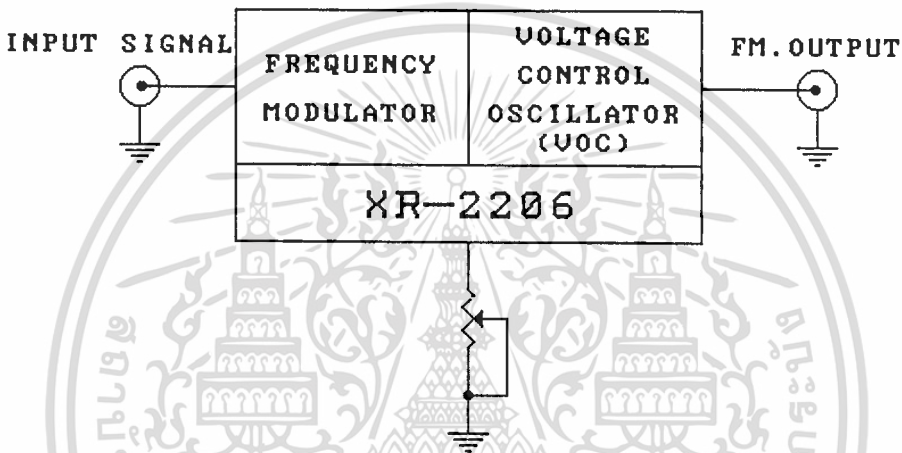 INPUT SIGNAL
FREQUENCY
MODULATOR
VOLTAGE
CONTROL
OSCILLATOR
(VOC)
FM.OUTPUT
XR-2206